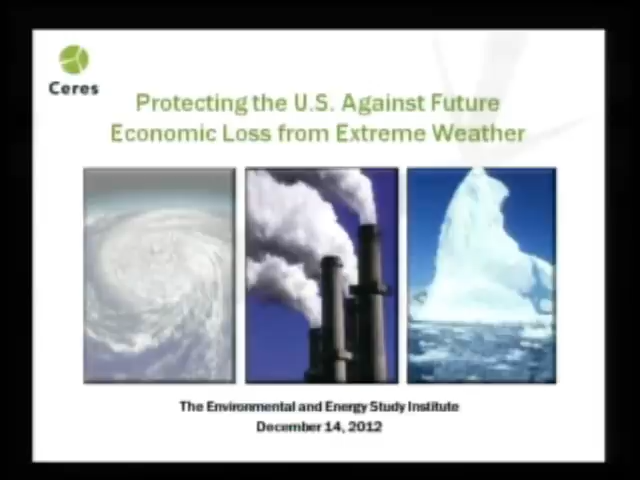 Ceres
Protecting the U.S. Against Future
Economic Loss from Extreme Weather
The Environmental and Energy Study Institute
December 14, 2012